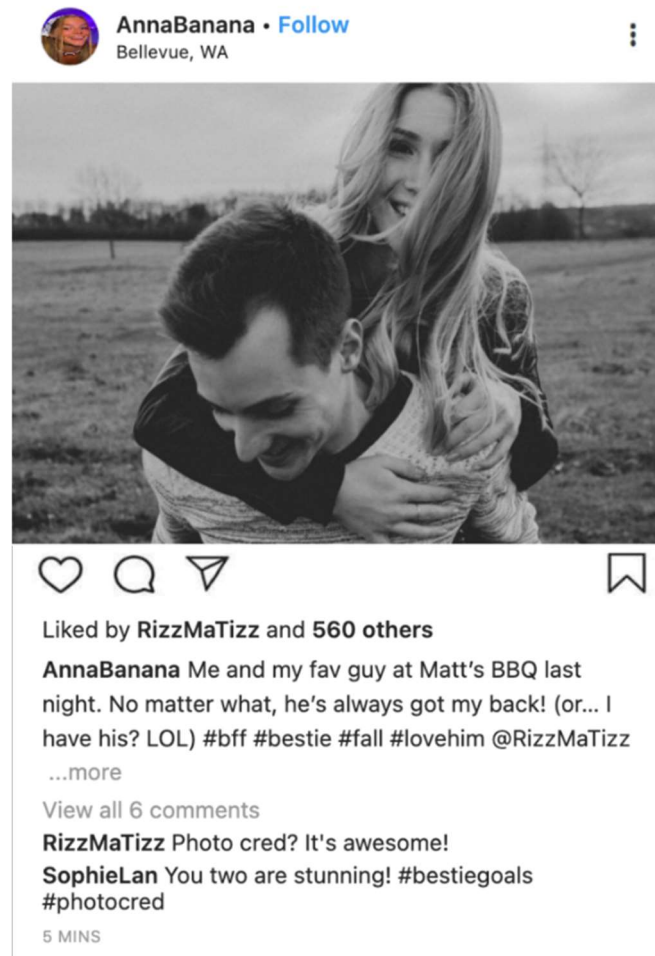 AnnaBanana • Follow
Bellevue, WA
Liked by RizzMaTizz and 560 others
AnnaBanana Me and my fav guy at Matt's BBQ last
night. No matter what, he's always got my back! (or... I
have his? LOL) #bff #bestie #fall #lovehim @RizzMaTizz
...more
View all 6 comments
RizzMaTizz Photo cred? It's awesome!
SophieLan You two are stunning! #bestiegoals
#photocred
5 MINS